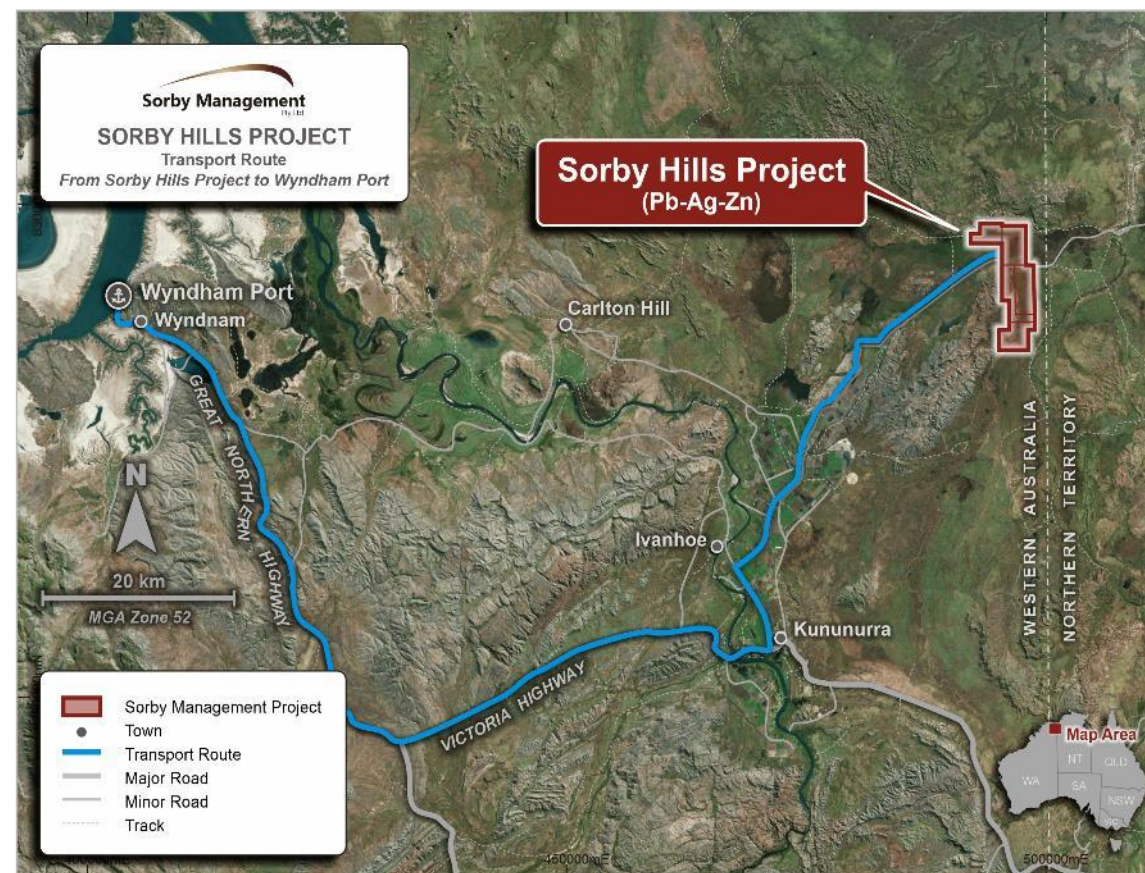 Sorby Management
Pty Ltd
SORBY HILLS PROJECT
Transport Route
From Sorby Hills Project to Wyndham Port
Sorby Hills Project
(Pb-Ag-Zn)
Wyndham Port
Wyndnam
Carlton Hill
GREAT NORTHERN HIGHWAY
WESTERN AUSTRALIA
NORTHERN TERRITORY
N
Ivanhoe
20 km
MGA Zone 52
Kununurra
VICTORIA HIGHWAY
Sorby Management Project
Town
Transport Route
Major Road
Minor Road
Track
Map Area
WA
NT
QLD
SA
NSW
VIC
450000mE
500000mE